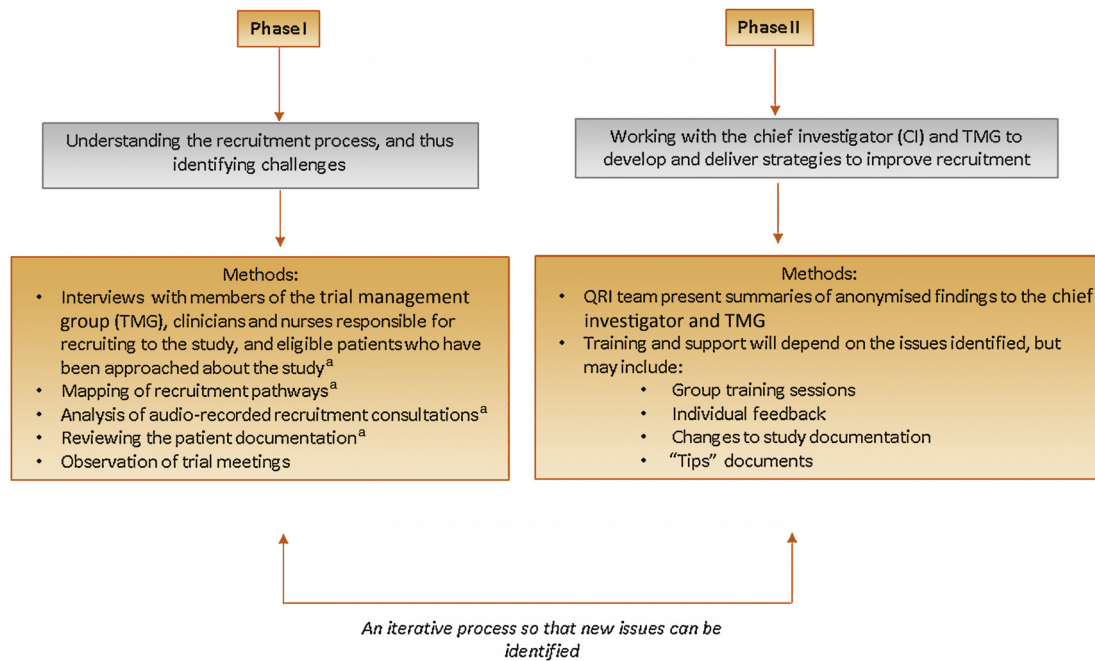 Phase I
Understanding the recruitment process, and thus
identifying challenges
Methods:
• Interviews with members of the trial management
group (TMG), clinicians and nurses responsible for
recruiting to the study, and eligible patients who have
been approached about the studyᵃ
• Mapping of recruitment pathwaysᵃ
• Analysis of audio-recorded recruitment consultationsᵃ
• Reviewing the patient documentationᵃ
• Observation of trial meetings
Phase II
Working with the chief investigator (CI) and TMG to
develop and deliver strategies to improve recruitment
Methods:
• QRI team present summaries of anonymised findings to the chief
investigator and TMG
• Training and support will depend on the issues identified, but
may include:
• Group training sessions
• Individual feedback
• Changes to study documentation
• “Tips” documents
An iterative process so that new issues can be
identified